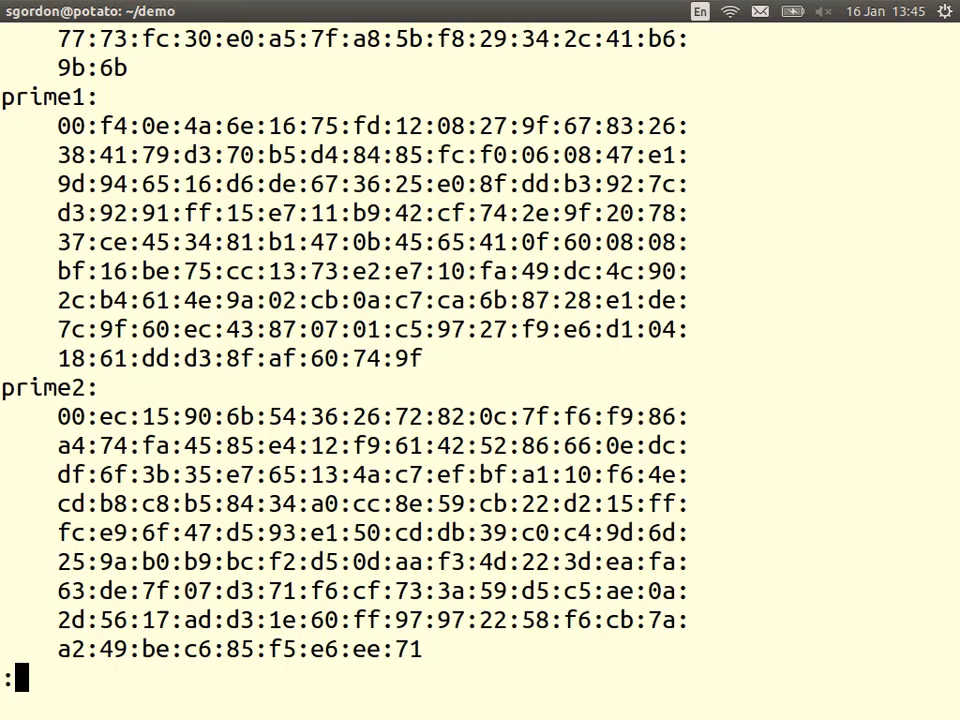 sgordon@potato: ~/demo En 16 Jan 13:45
77:73:fc:30:e0:a5:7f:a8:5b:f8:29:34:2c:41:b6:
9b:6b
prime1:
00:f4:0e:4a:6e:16:75:fd:12:08:27:9f:67:83:26:
38:41:79:d3:70:b5:d4:84:85:fc:f0:06:08:47:e1:
9d:94:65:16:d6:de:67:36:25:e0:8f:dd:b3:92:7c:
d3:92:91:ff:15:e7:11:b9:42:cf:74:2e:9f:20:78:
37:ce:45:34:81:b1:47:0b:45:65:41:0f:60:08:08:
bf:16:be:75:cc:13:73:e2:e7:10:fa:49:dc:4c:90:
2c:b4:61:4e:9a:02:cb:0a:c7:ca:6b:87:28:e1:de:
7c:9f:60:ec:43:87:07:01:c5:97:27:f9:e6:d1:04:
18:61:dd:d3:8f:af:60:74:9f
prime2:
00:ec:15:90:6b:54:36:26:72:82:0c:7f:f6:f9:86:
a4:74:fa:45:85:e4:12:f9:61:42:52:86:66:0e:dc:
df:6f:3b:35:e7:65:13:4a:c7:ef:bf:a1:10:f6:4e:
cd:b8:c8:b5:84:34:a0:cc:8e:59:cb:22:d2:15:ff:
fc:e9:6f:47:d5:93:e1:50:cd:db:39:c0:c4:9d:6d:
25:9a:b0:b9:bc:f2:d5:0d:aa:f3:4d:22:3d:ea:fa:
63:de:7f:07:d3:71:f6:cf:73:3a:59:d5:c5:ae:0a:
2d:56:17:ad:d3:1e:60:ff:97:97:22:58:f6:cb:7a:
a2:49:be:c6:85:f5:e6:ee:71
: